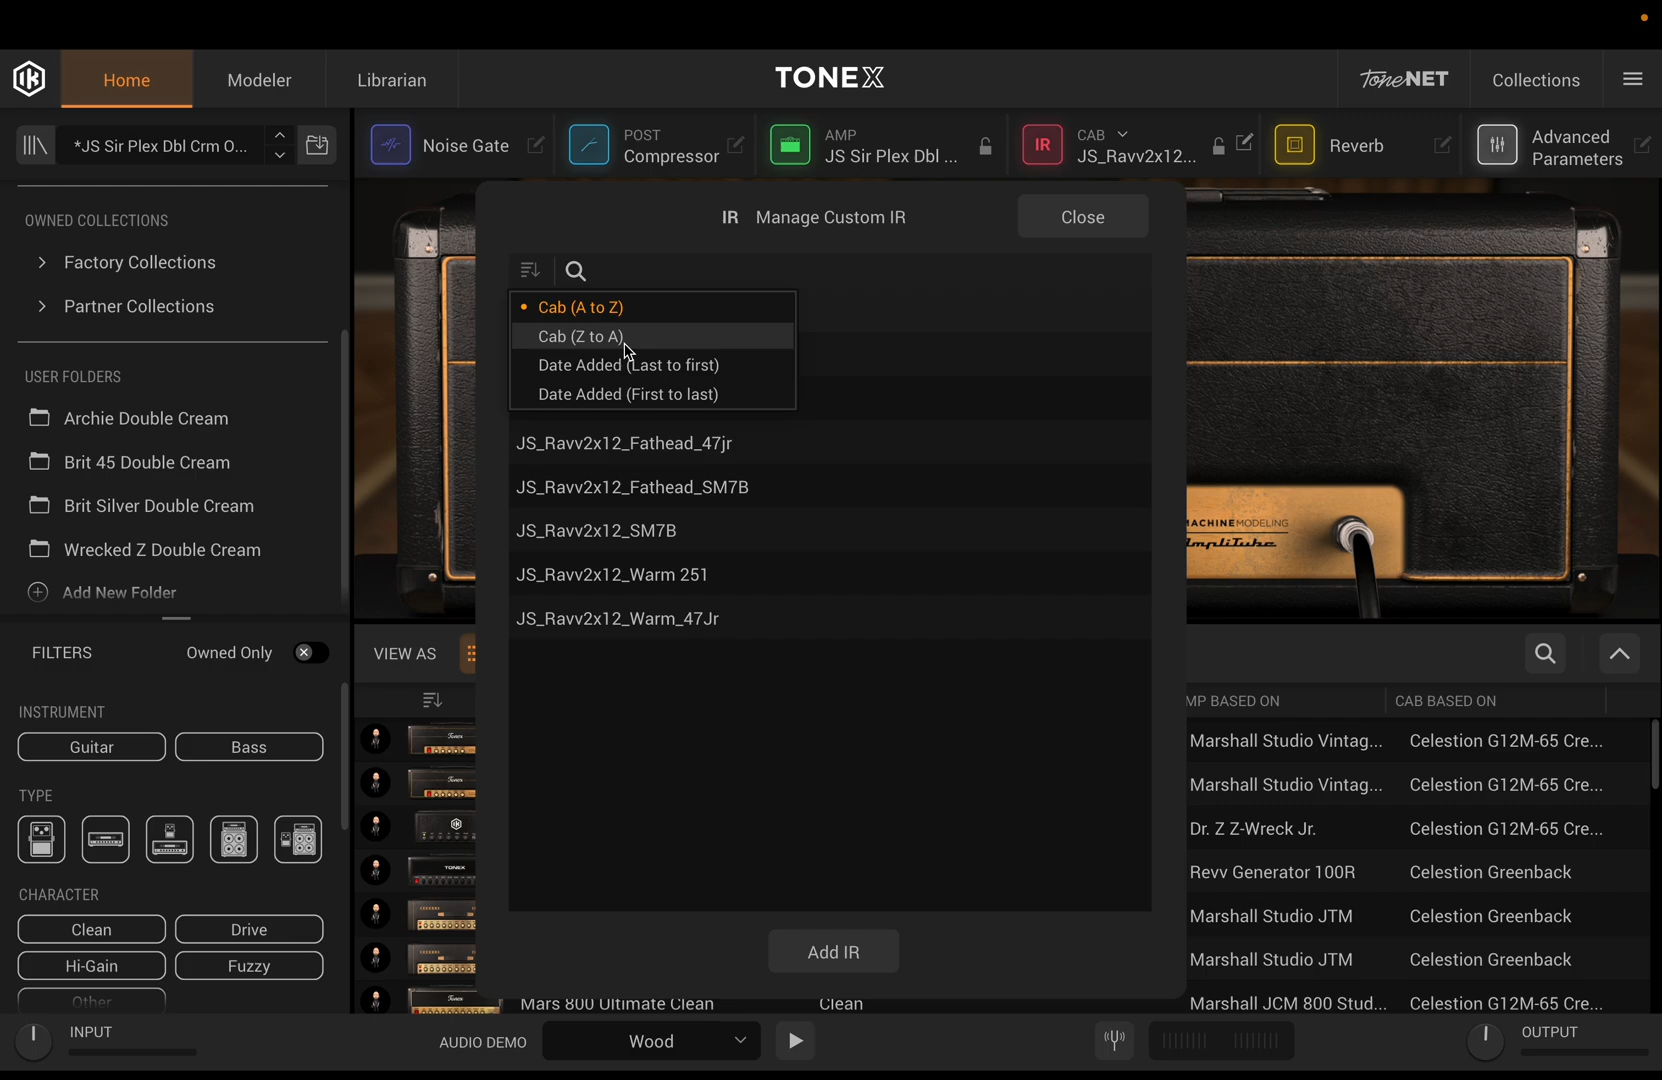 Home
Modeler
Librarian
TONEX
ToneNET
Collections
*JS Sir Plex Dbl Crm O...
Noise Gate
POST
Compressor
AMP
JS Sir Plex Dbl ...
IR
CAB
JS_Ravv2x12...
Reverb
Advanced
Parameters
OWNED COLLECTIONS
Factory Collections
Partner Collections
USER FOLDERS
Archie Double Cream
Brit 45 Double Cream
Brit Silver Double Cream
Wrecked Z Double Cream
Add New Folder
IR Manage Custom IR
Close
Cab (A to Z)
Cab (Z to A)
Date Added (Last to first)
Date Added (First to last)
JS_Ravv2x12_Fathead_47jr
JS_Ravv2x12_Fathead_SM7B
JS_Ravv2x12_SM7B
JS_Ravv2x12_Warm 251
JS_Ravv2x12_Warm_47Jr
Add IR
MACHINEMODELING
AmpliTube
FILTERS
Owned Only
INSTRUMENT
Guitar
Bass
TYPE
CHARACTER
Clean
Drive
Hi-Gain
Fuzzy
Other
VIEW AS
MP BASED ON
CAB BASED ON
Marshall Studio Vintag...
Celestion G12M-65 Cre...
Marshall Studio Vintag...
Celestion G12M-65 Cre...
Dr. Z Z-Wreck Jr.
Celestion G12M-65 Cre...
Revv Generator 100R
Celestion Greenback
Marshall Studio JTM
Celestion Greenback
Marshall Studio JTM
Celestion Greenback
Mars 800 Ultimate Clean
Clean
Marshall JCM 800 Stud...
Celestion G12M-65 Cre...
INPUT
AUDIO DEMO
Wood
OUTPUT